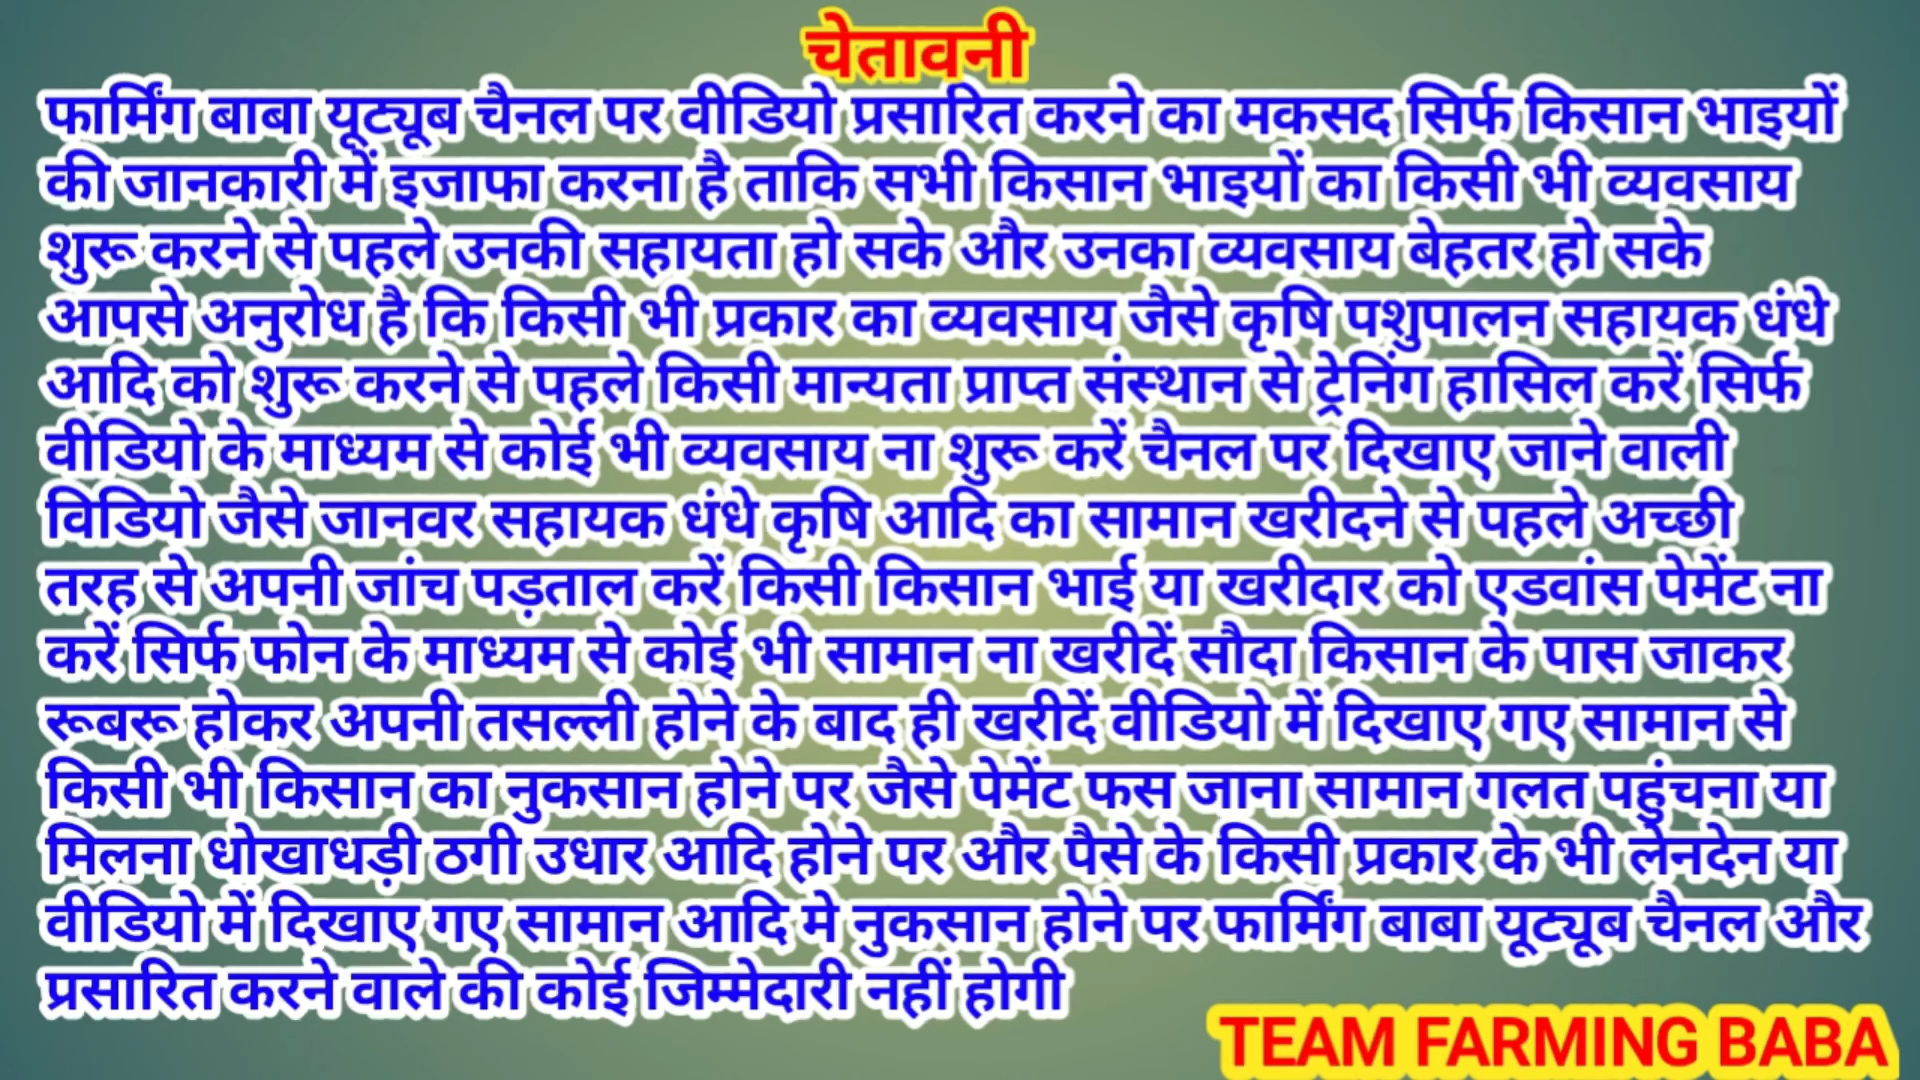 चेतावनी
फार्मिंग बाबा यूट्यूब चैनल पर वीडियो प्रसारित करने का मकसद सिर्फ किसान भाइयों
की जानकारी में इजाफा करना है ताकि सभी किसान भाइयों का किसी भी व्यवसाय
शुरू करने से पहले उनकी सहायता हो सके और उनका व्यवसाय बेहतर हो सके
आपसे अनुरोध है कि किसी भी प्रकार का व्यवसाय जैसे कृषि पशुपालन सहायक धंधे
आदि को शुरू करने से पहले किसी मान्यता प्राप्त संस्थान से ट्रेनिंग हासिल करें सिर्फ
वीडियो के माध्यम से कोई भी व्यवसाय ना शुरू करें चैनल पर दिखाए जाने वाली
विडियो जैसे जानवर सहायक धंधे कृषि आदि का सामान खरीदने से पहले अच्छी
तरह से अपनी जांच पड़ताल करें किसी किसान भाई या खरीदार को एडवांस पेमेंट ना
करें सिर्फ फोन के माध्यम से कोई भी सामान ना खरीदें सौदा किसान के पास जाकर
रूबरू होकर अपनी तसल्ली होने के बाद ही खरीदें वीडियो में दिखाए गए सामान से
किसी भी किसान का नुकसान होने पर जैसे पेमेंट फस जाना सामान गलत पहुंचना या
मिलना धोखाधड़ी ठगी उधार आदि होने पर और पैसे के किसी प्रकार के भी लेनदेन या
वीडियो में दिखाए गए सामान आदि मे नुकसान होने पर फार्मिंग बाबा यूट्यूब चैनल और
प्रसारित करने वाले की कोई जिम्मेदारी नहीं होगी
TEAM FARMING BABA